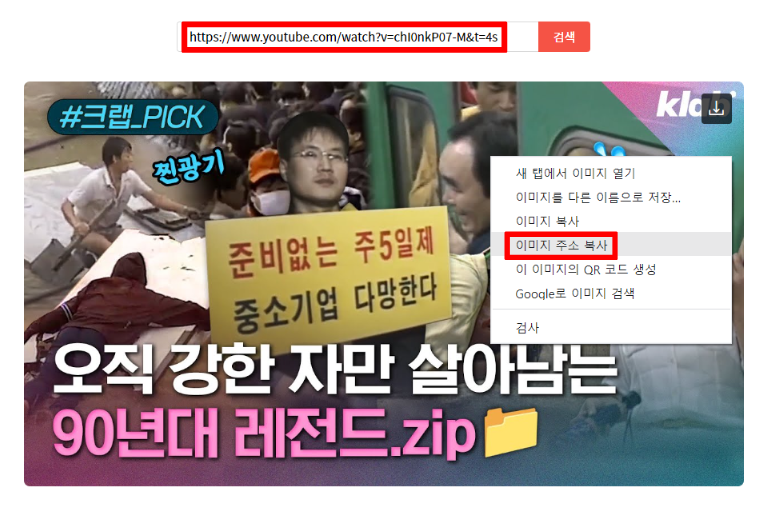 https://www.youtube.com/watch?v=chI0nkP07-M&t=4s
검색
#크랩_PICK
찐광기
준비없는 주5일제
중소기업 다망한다
새 탭에서 이미지 열기
이미지를 다른 이름으로 저장...
이미지 복사
이미지 주소 복사
이 이미지의 QR 코드 생성
Google로 이미지 검색
검사
오직 강한 자만 살아남는
90년대 레전드.zip